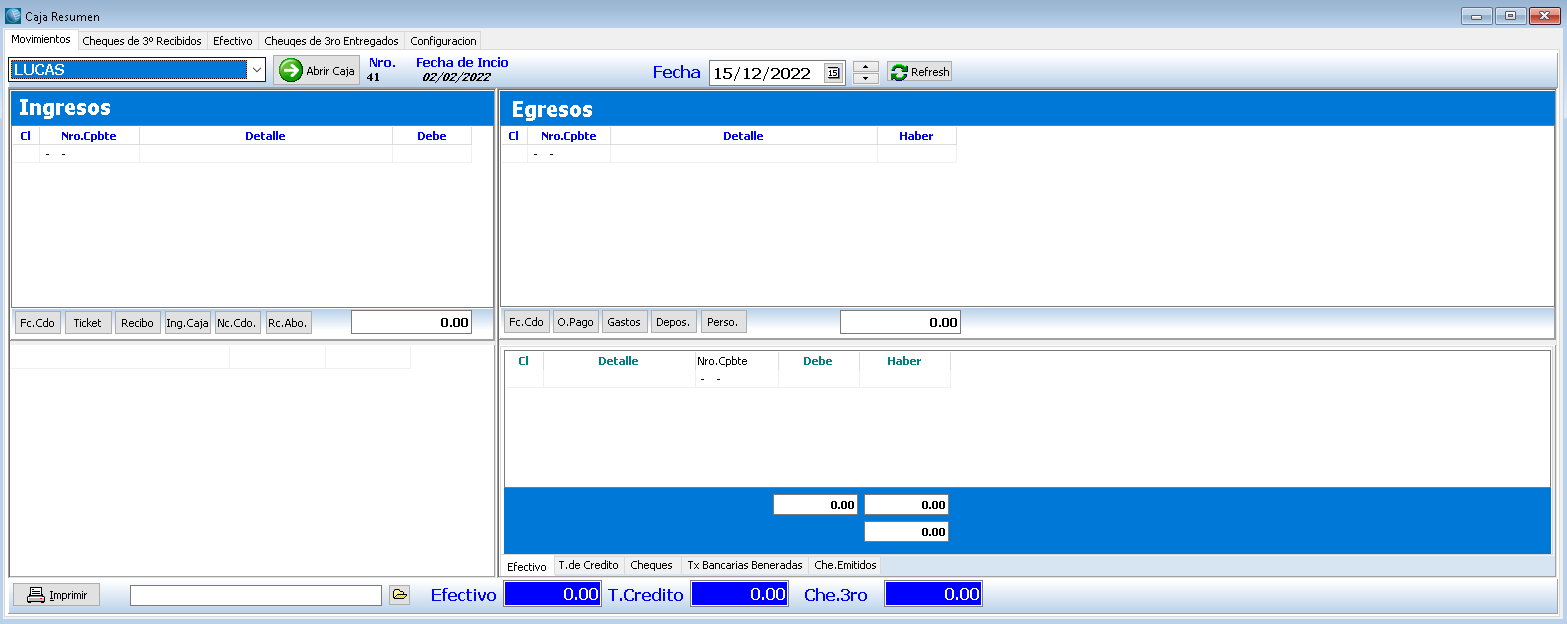 Caja Resumen
Movimientos Cheques de 3º Recibidos Efectivo Cheuqes de 3ro Entregados Configuracion
LUCAS Abrir Caja Nro. Fecha de Incio Fecha 15/12/2022 15 Refresh
41 02/02/2022
Ingresos
Cl Nro.Cpbte Detalle Debe
- -
Fc.Cdo Ticket Recibo Ing.Caja Nc.Cdo. Rc.Abo. 0.00
Egresos
Cl Nro.Cpbte Detalle Haber
- -
Fc.Cdo O.Pago Gastos Depos. Perso. 0.00
Cl Detalle Nro.Cpbte Debe Haber
- -
0.00 0.00
0.00
Efectivo T.de Credito Cheques Tx Bancarias Beneradas Che.Emitidos
Imprimir Efectivo 0.00 T.Credito 0.00 Che.3ro 0.00